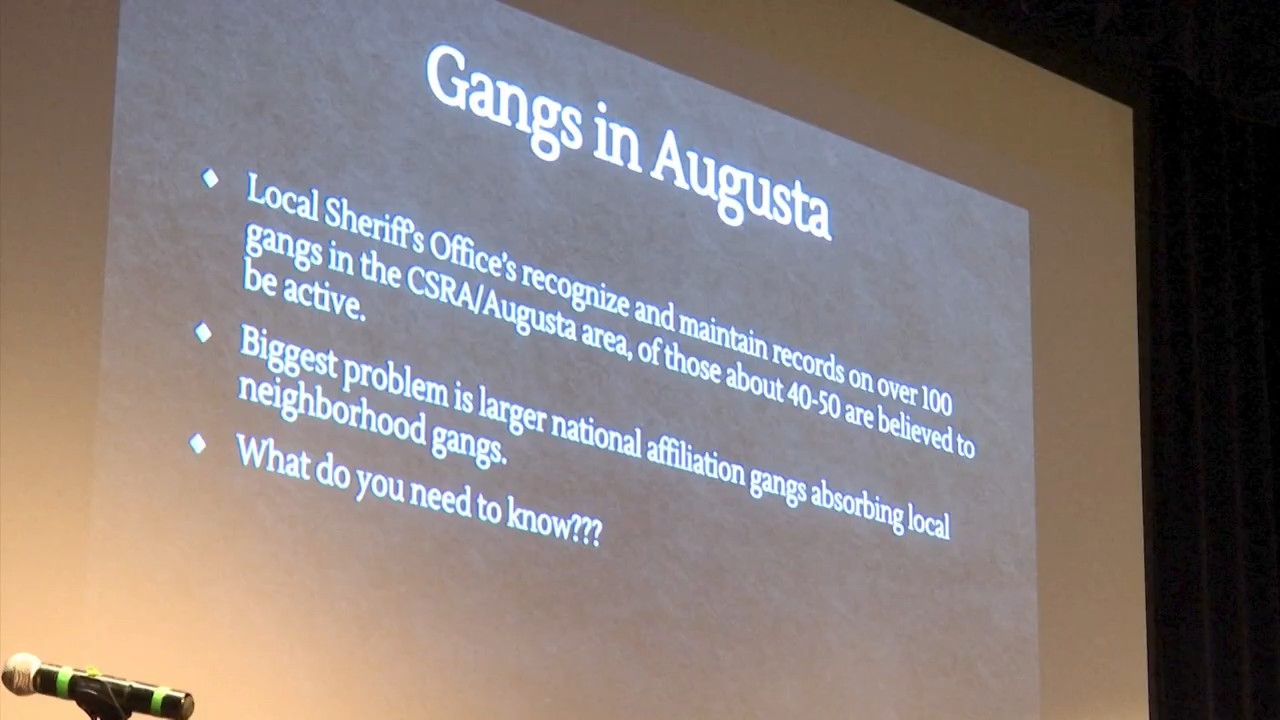 Gangs in Augusta
Local Sheriff's Office's recognize and maintain records on over 100
gangs in the CSRA/Augusta area, of those about 40-50 are believed to
be active.
Biggest problem is larger national affiliation gangs absorbing local
neighborhood gangs.
What do you need to know???